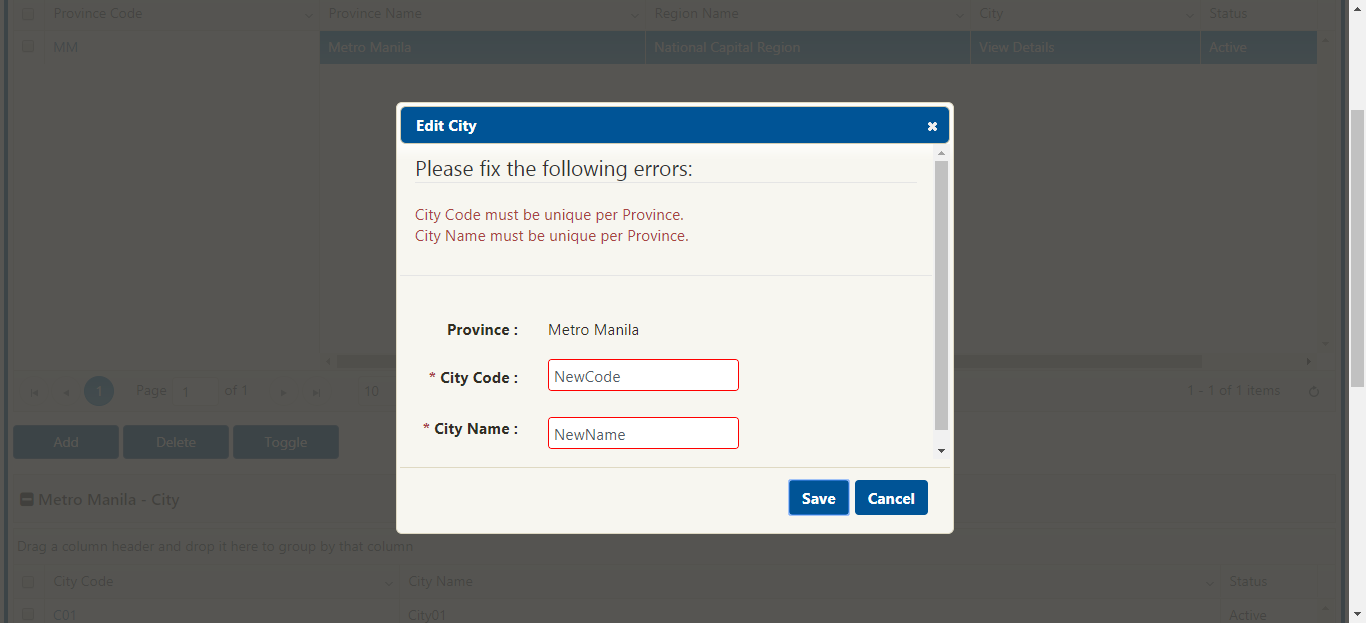 Province Code Province Name Region Name City Status
MM Metro Manila National Capital Region View Details Active
Edit City
Please fix the following errors:
City Code must be unique per Province.
City Name must be unique per Province.
Province : Metro Manila
* City Code : NewCode
* City Name : NewName
Save Cancel
1 Page 1 of 1 10 1 - 1 of 1 items
Add Delete Toggle
Metro Manila - City
Drag a column header and drop it here to group by that column
City Code City Name Status
C01 City01 Active